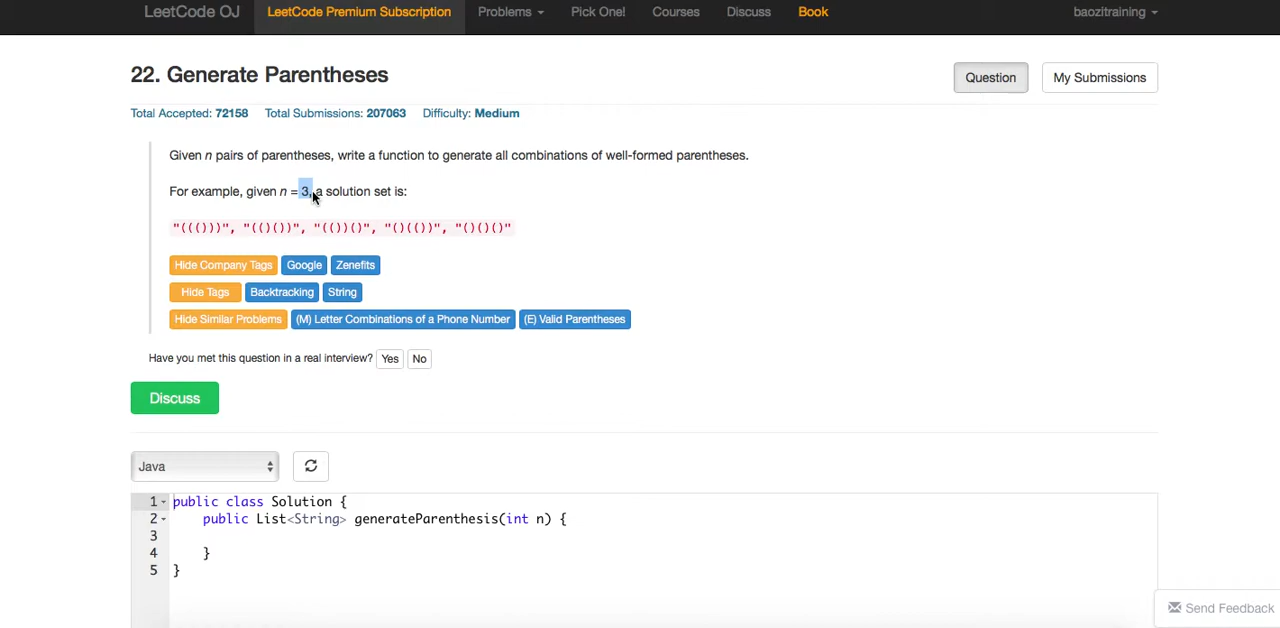 LeetCode OJ LeetCode Premium Subscription Problems Pick One! Courses Discuss Book baozitraining
22. Generate Parentheses Question My Submissions
Total Accepted: 72158 Total Submissions: 207063 Difficulty: Medium
Given n pairs of parentheses, write a function to generate all combinations of well-formed parentheses.
For example, given n = 3, a solution set is:
"((()))", "(()())", "(())()", "()(())", "()()()"
Hide Company Tags Google Zenefits
Hide Tags Backtracking String
Hide Similar Problems (M) Letter Combinations of a Phone Number (E) Valid Parentheses
Have you met this question in a real interview? Yes No
Discuss
Java
1 public class Solution {
2 public List<String> generateParenthesis(int n) {
3
4 }
5 }
Send Feedback